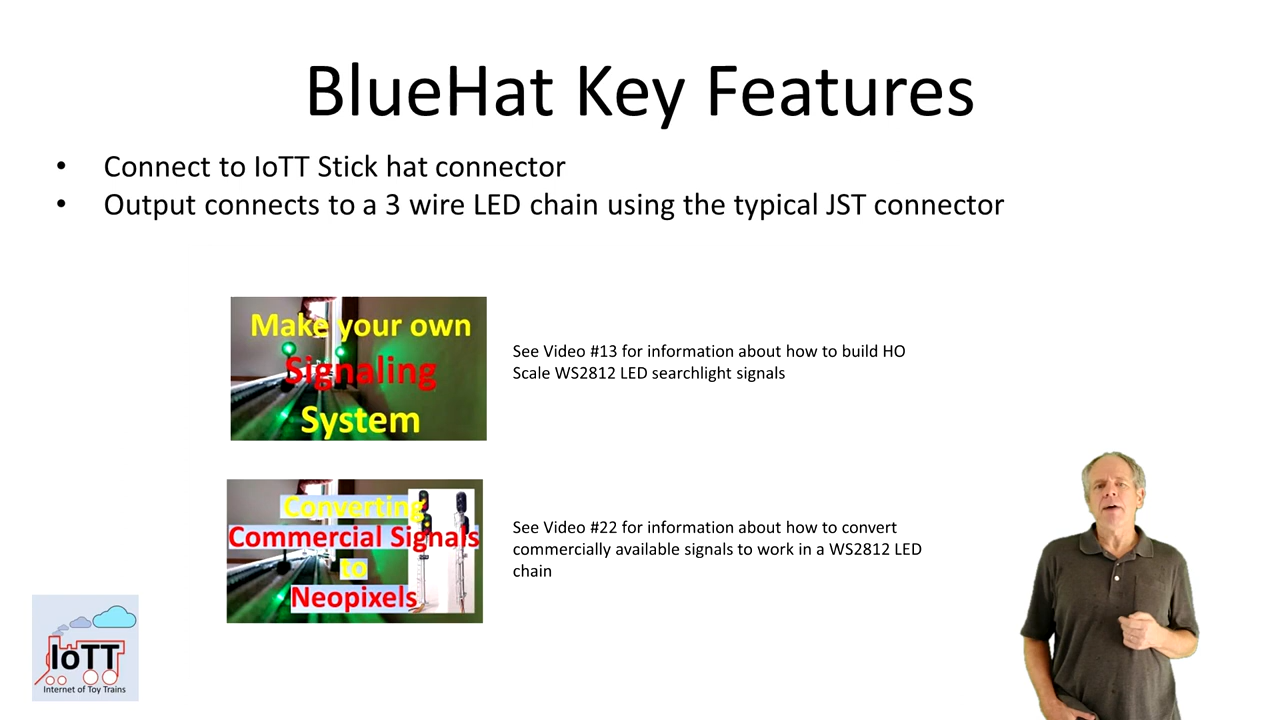 BlueHat Key Features
• Connect to IoTT Stick hat connector
• Output connects to a 3 wire LED chain using the typical JST connector
Make your own
Signaling
System
See Video #13 for information about how to build HO
Scale WS2812 LED searchlight signals
Converting
Commercial Signals
to
Neopixels
See Video #22 for information about how to convert
commercially available signals to work in a WS2812 LED
chain
IoTT
Internet of Toy Trains